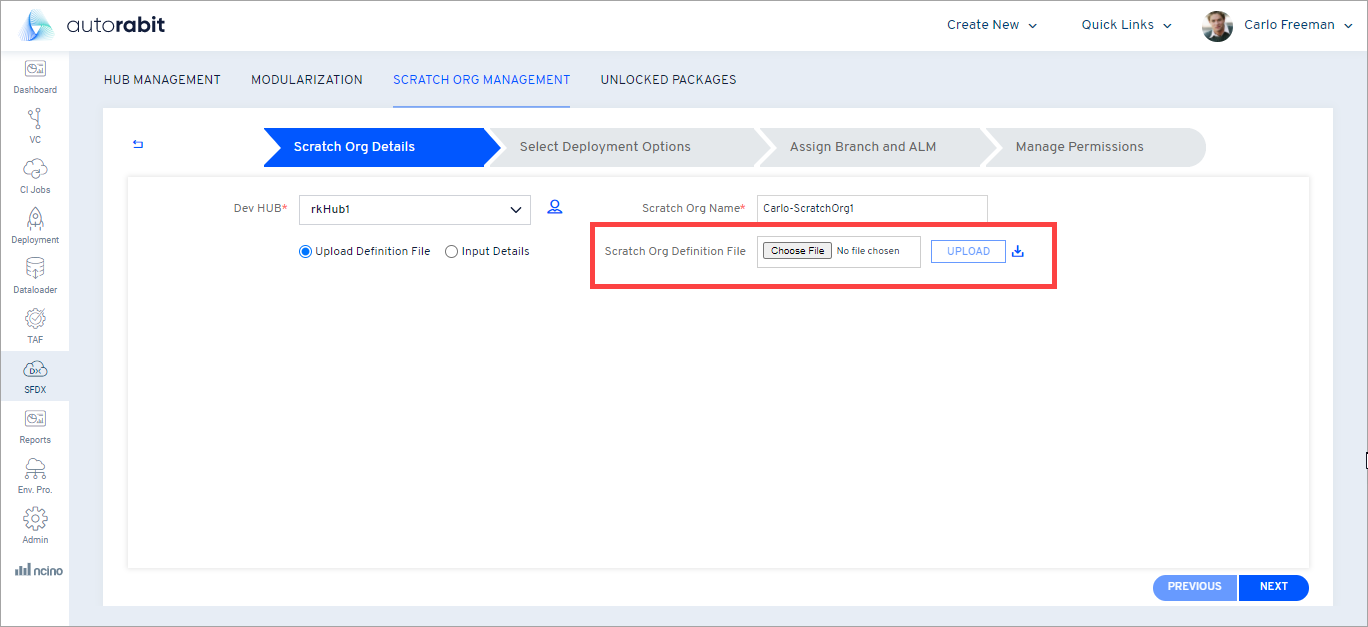 autorabit
Create New
Quick Links
Carlo Freeman
Dashboard
VC
CI Jobs
Deployment
Dataloader
TAF
DX
SFDX
Reports
Env. Pro.
Admin
ncino
HUB MANAGEMENT
MODULARIZATION
SCRATCH ORG MANAGEMENT
UNLOCKED PACKAGES
Scratch Org Details
Select Deployment Options
Assign Branch and ALM
Manage Permissions
Dev HUB*
rkHub1
Scratch Org Name*
Carlo-ScratchOrg1
Upload Definition File
Input Details
Scratch Org Definition File
Choose File
No file chosen
UPLOAD
PREVIOUS
NEXT